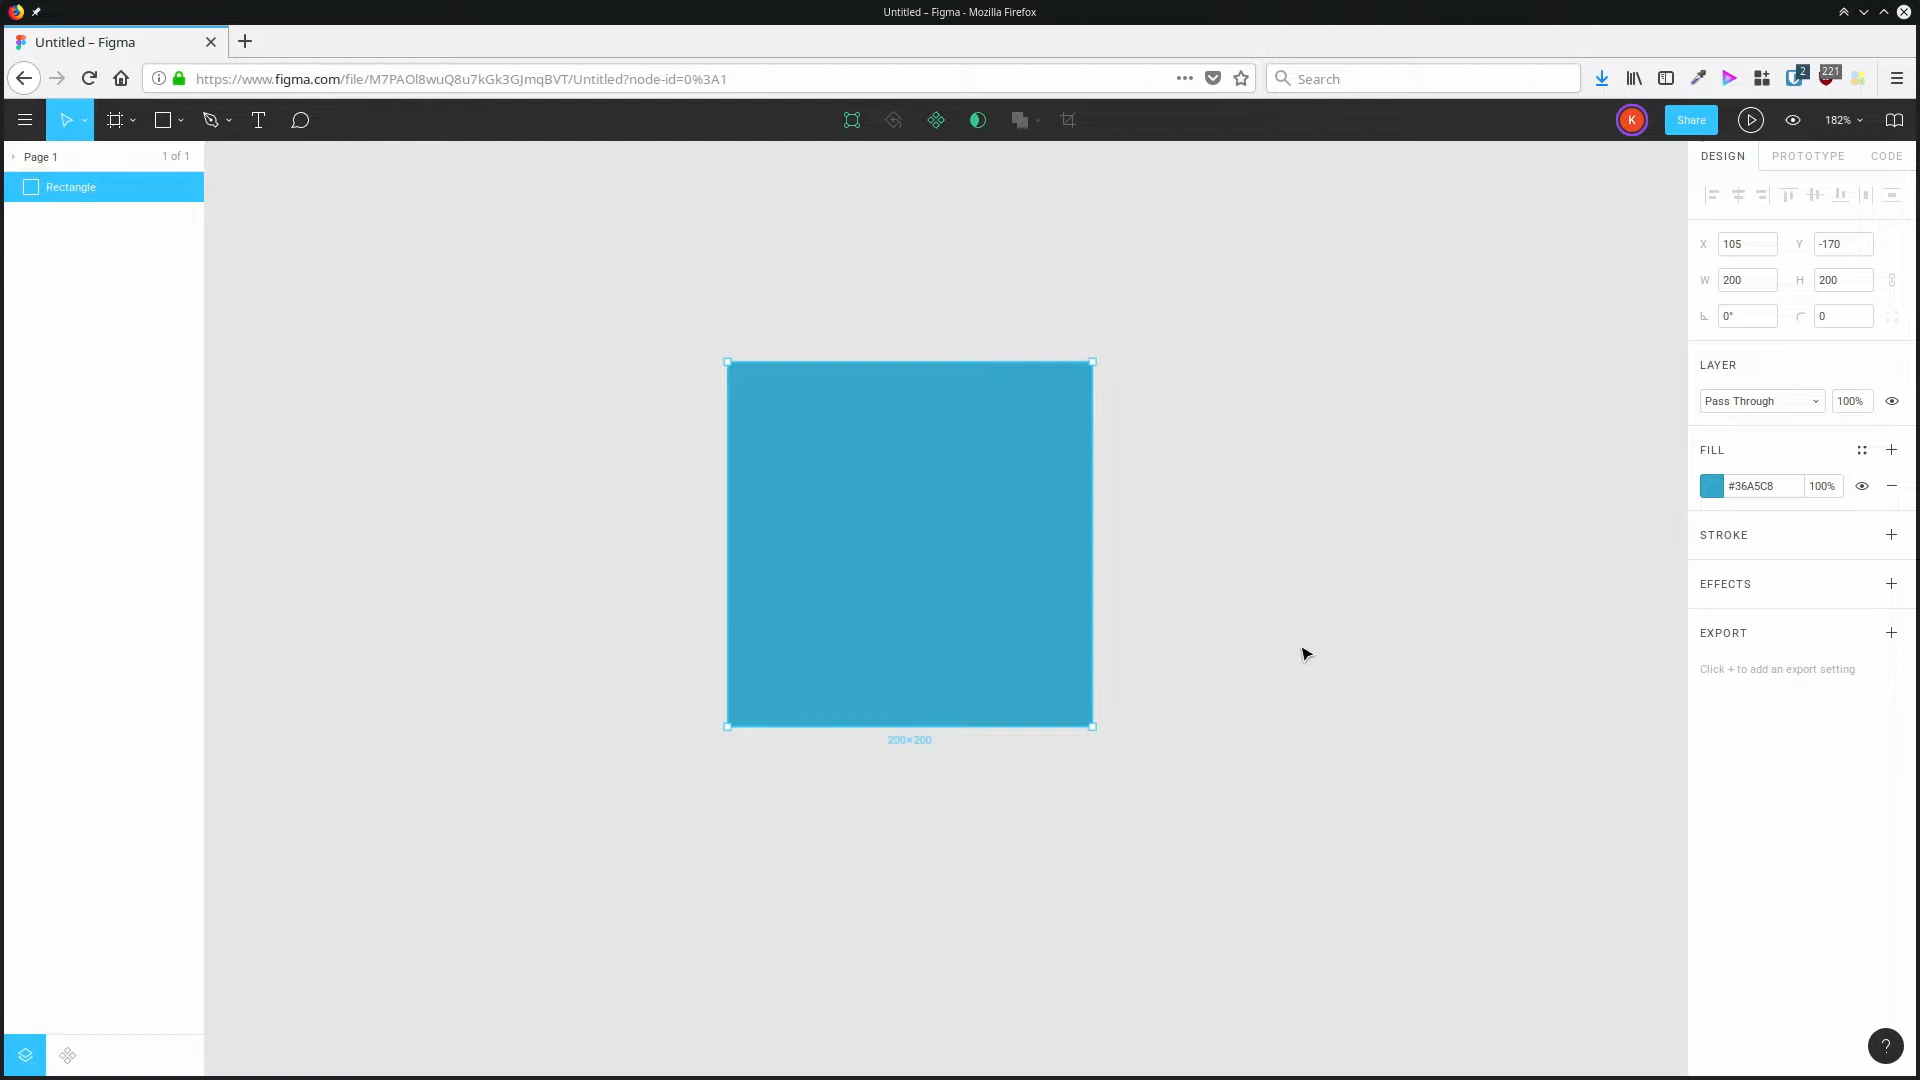 Untitled – Figma - Mozilla Firefox
Untitled – Figma
https://www.figma.com/file/M7PAOl8wuQ8u7kGk3GJmqBVT/Untitled?node-id=0%3A1
Search
2
221
K
Share
182%
Page 1
1 of 1
DESIGN
PROTOTYPE
CODE
Rectangle
X 105 Y -170
W 200 H 200
0° 0
LAYER
Pass Through 100%
FILL
#36A5C8 100%
STROKE
EFFECTS
EXPORT
Click + to add an export setting
200×200
?